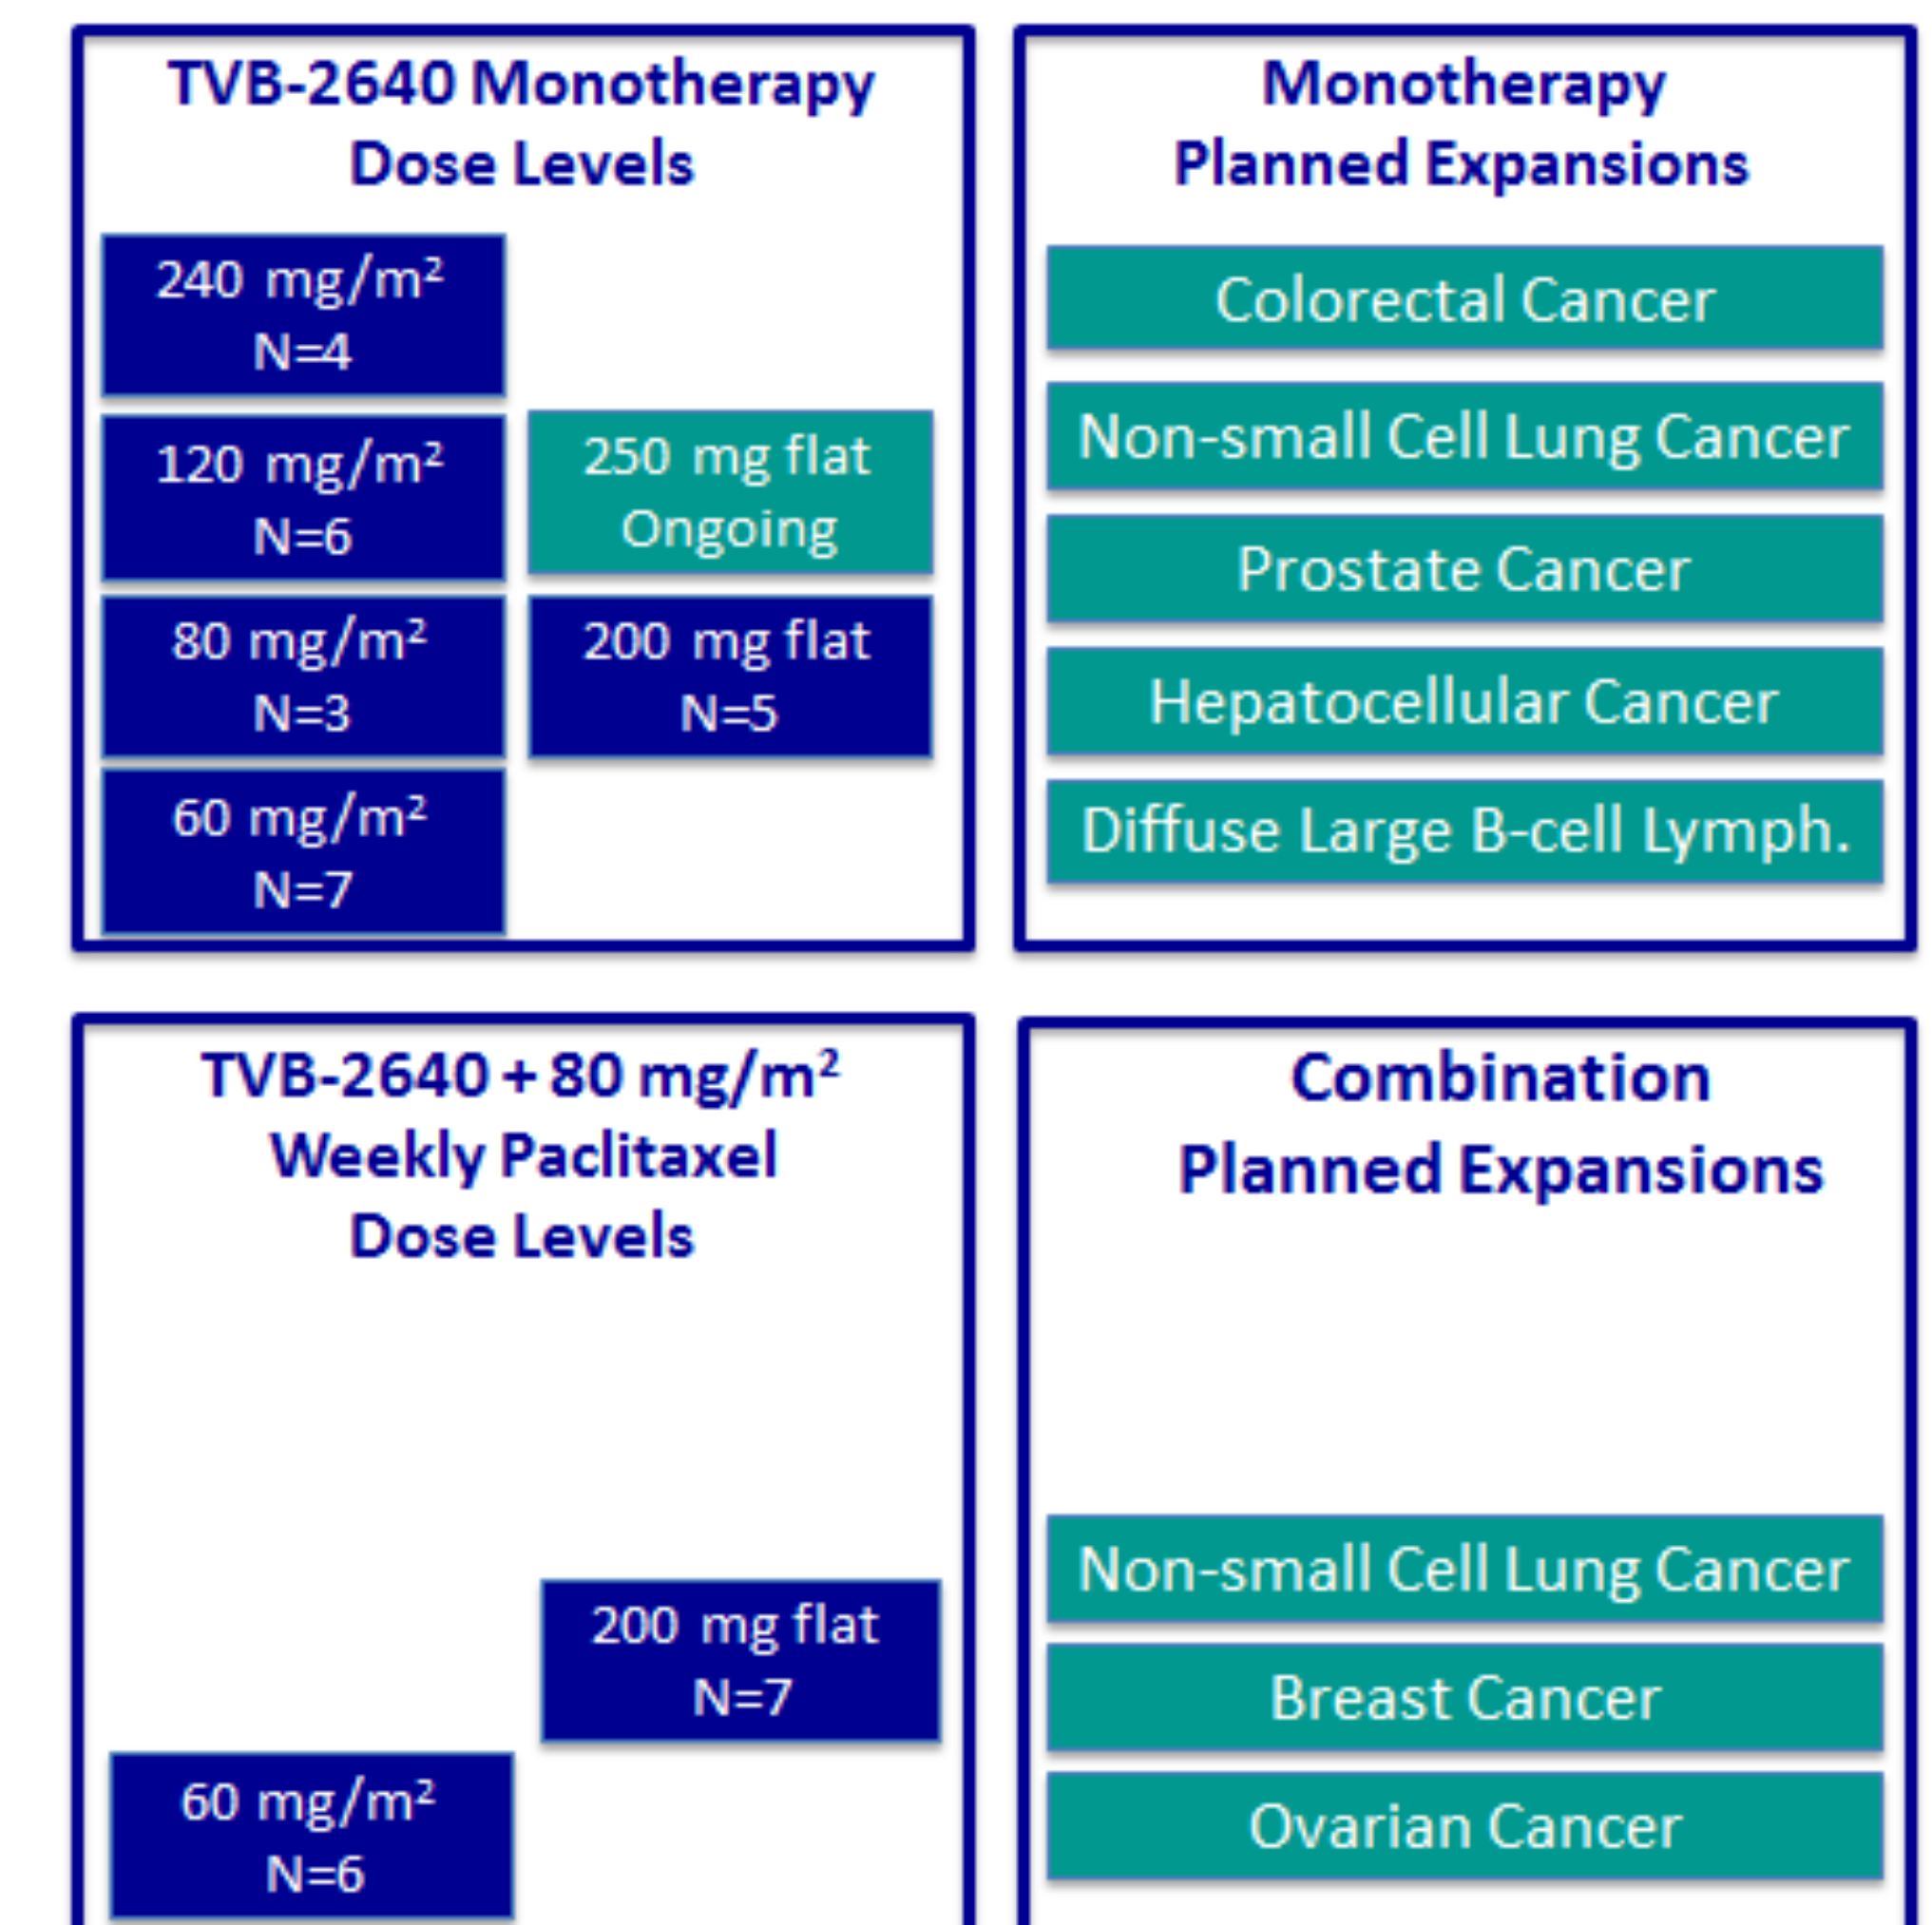 TVB-2640 Monotherapy
Dose Levels
240 mg/m²
N=4
120 mg/m²
N=6
250 mg flat
Ongoing
80 mg/m²
N=3
200 mg flat
N=5
60 mg/m²
N=7
Monotherapy
Planned Expansions
Colorectal Cancer
Non-small Cell Lung Cancer
Prostate Cancer
Hepatocellular Cancer
Diffuse Large B-cell Lymph.
TVB-2640 + 80 mg/m²
Weekly Paclitaxel
Dose Levels
200 mg flat
N=7
60 mg/m²
N=6
Combination
Planned Expansions
Non-small Cell Lung Cancer
Breast Cancer
Ovarian Cancer